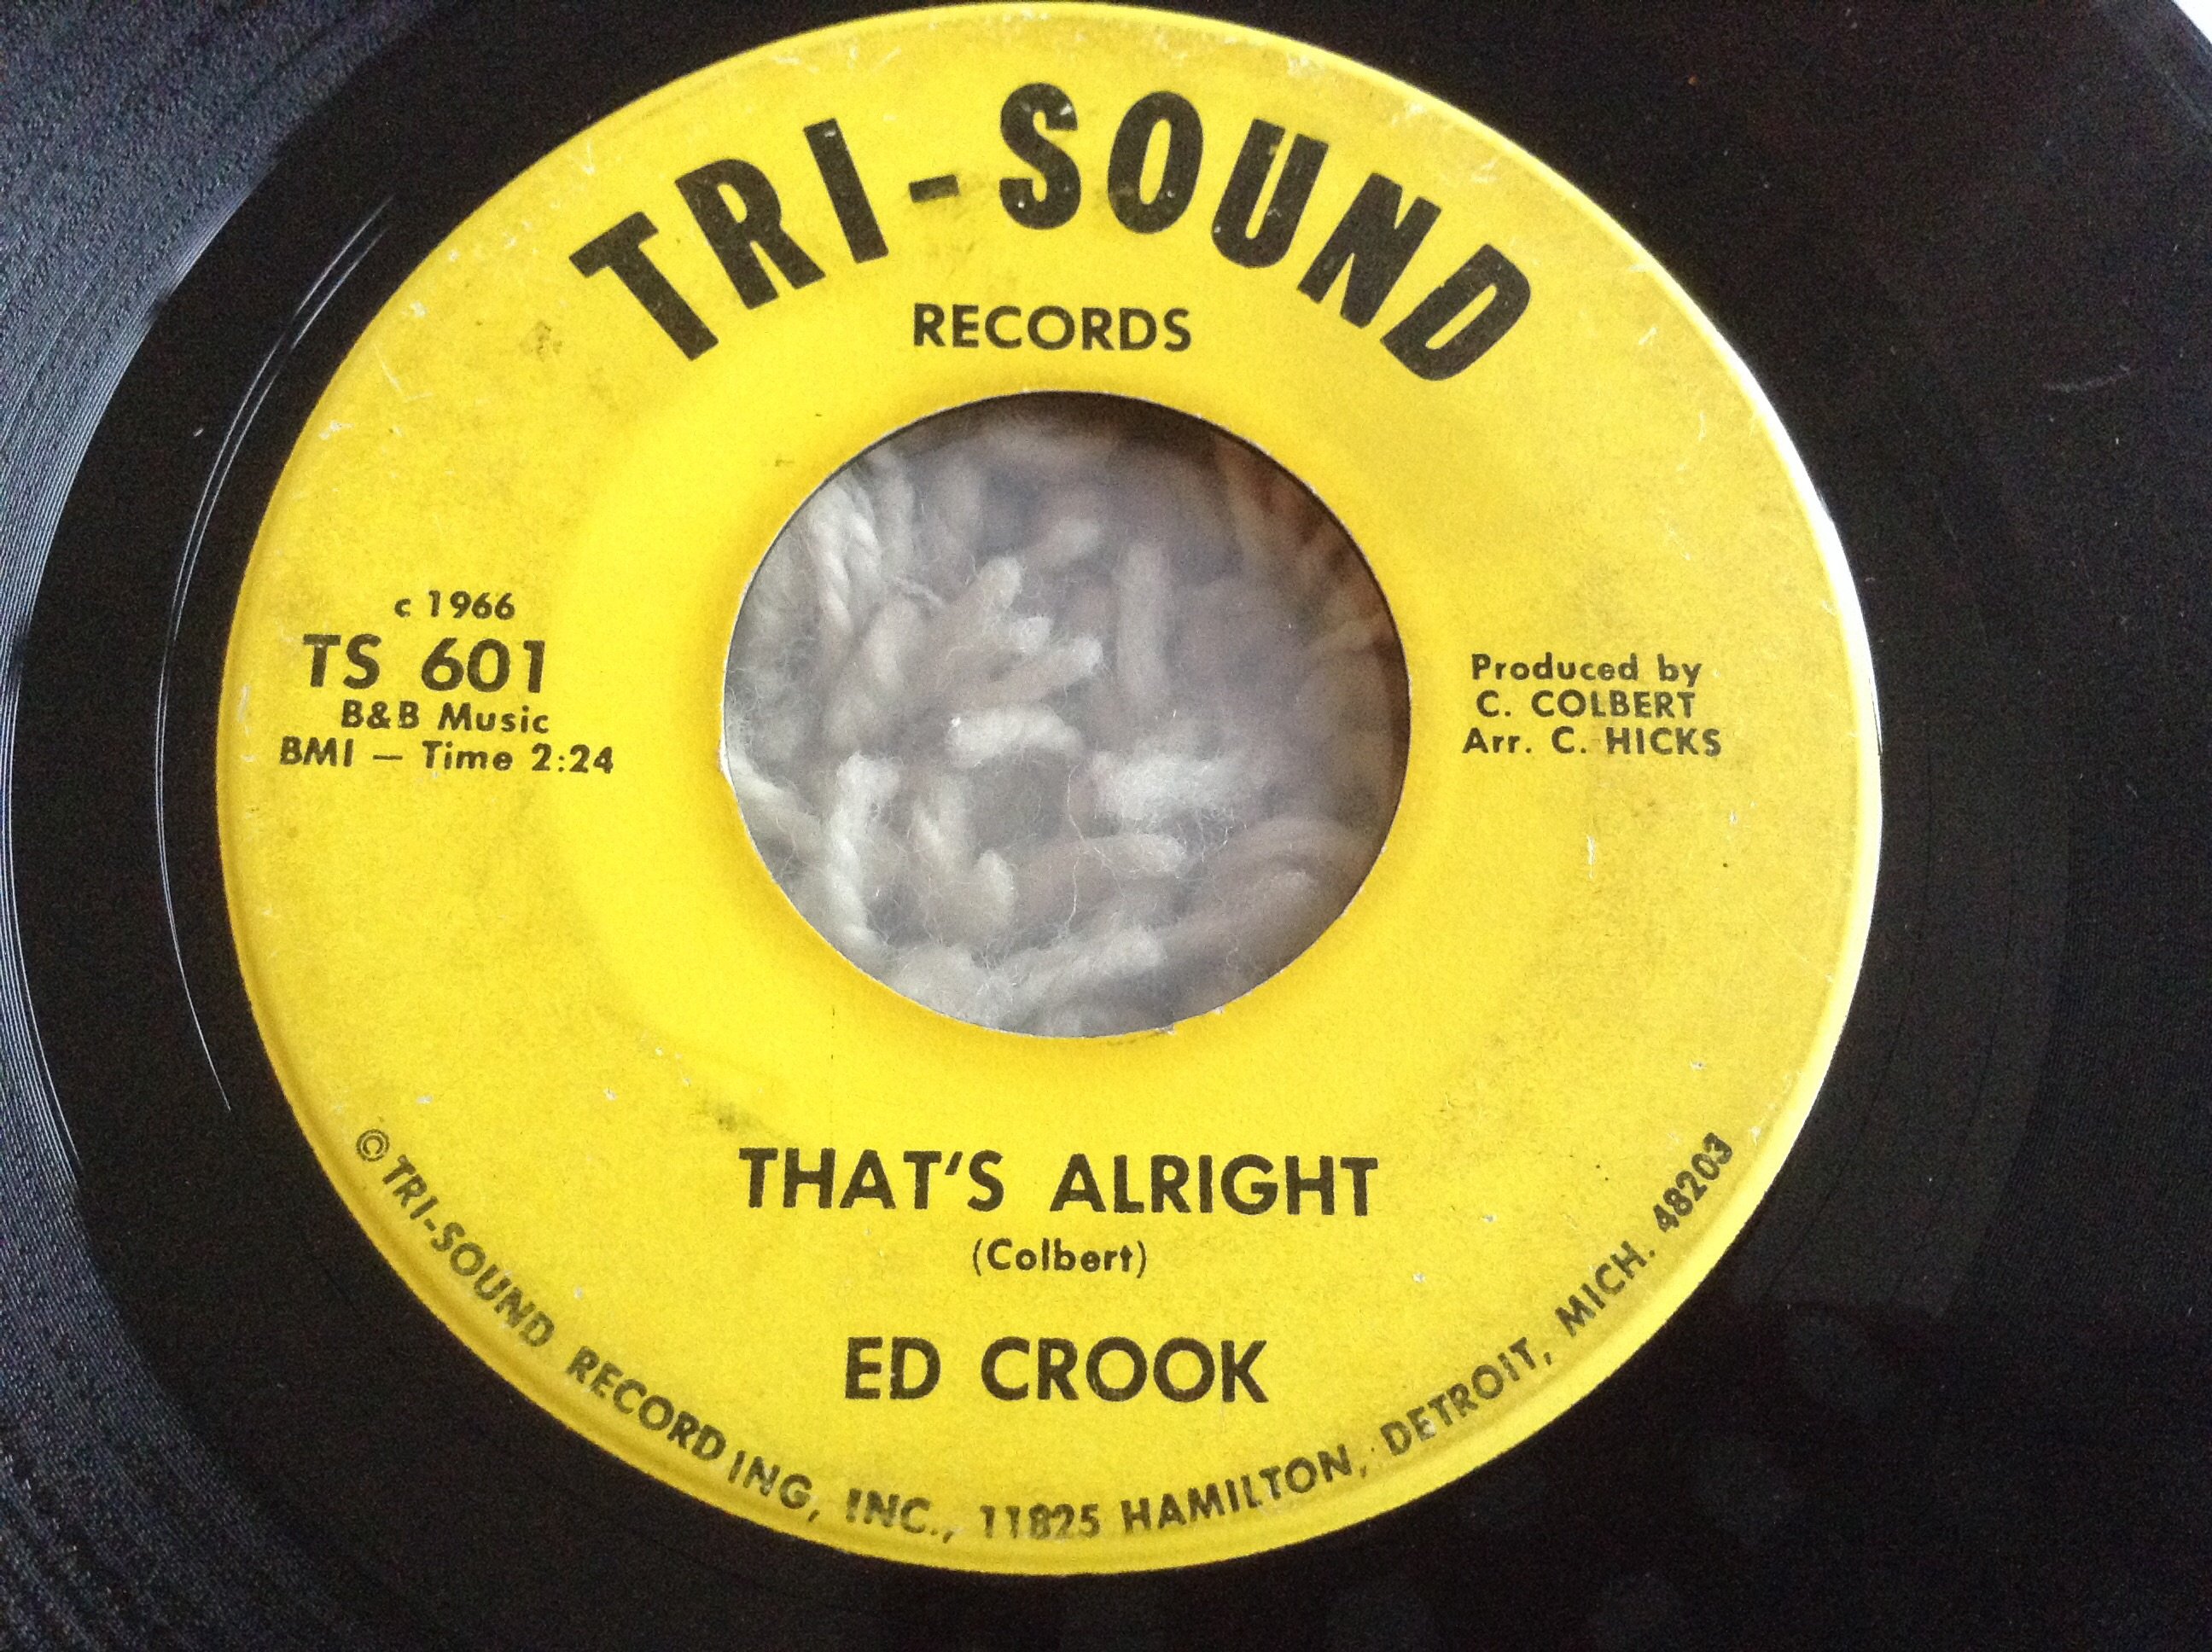 TRI-SOUND
RECORDS
c 1966
TS 601
B&B Music
BMI — Time 2:24
Produced by
C. COLBERT
Arr. C. HICKS
THAT'S ALRIGHT
(Colbert)
ED CROOK
© TRI-SOUND RECORDING, INC., 11825 HAMILTON, DETROIT, MICH. 48203